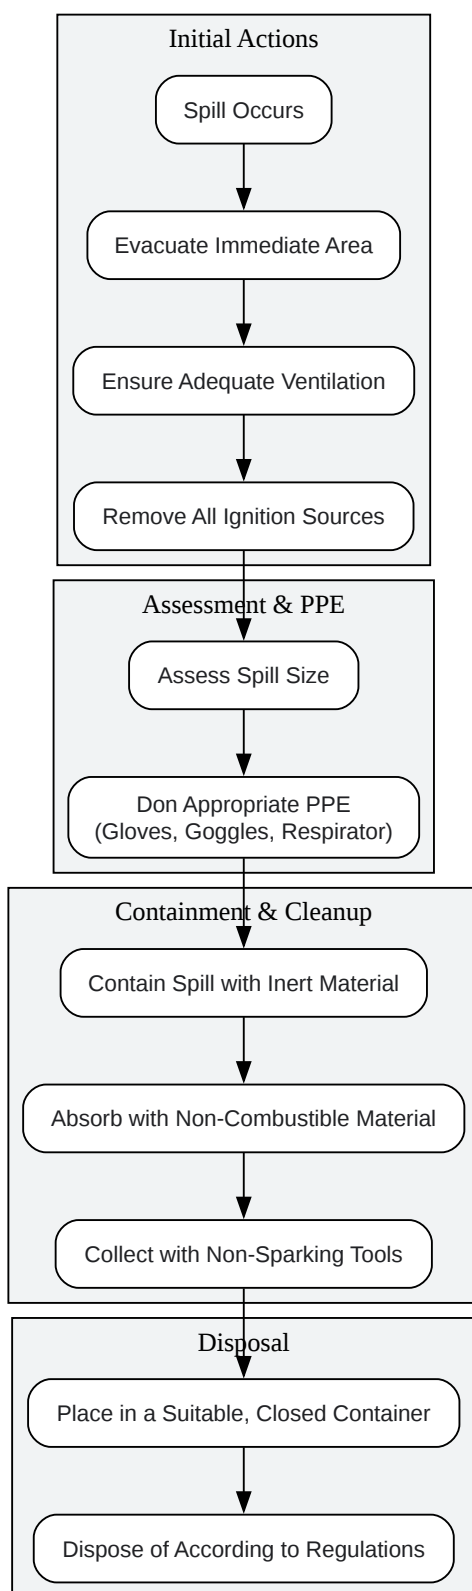 Initial Actions
Spill Occurs
Evacuate Immediate Area
Ensure Adequate Ventilation
Remove All Ignition Sources
Assessment & PPE
Assess Spill Size
Don Appropriate PPE
(Gloves, Goggles, Respirator)
Containment & Cleanup
Contain Spill with Inert Material
Absorb with Non-Combustible Material
Collect with Non-Sparking Tools
Disposal
Place in a Suitable, Closed Container
Dispose of According to Regulations